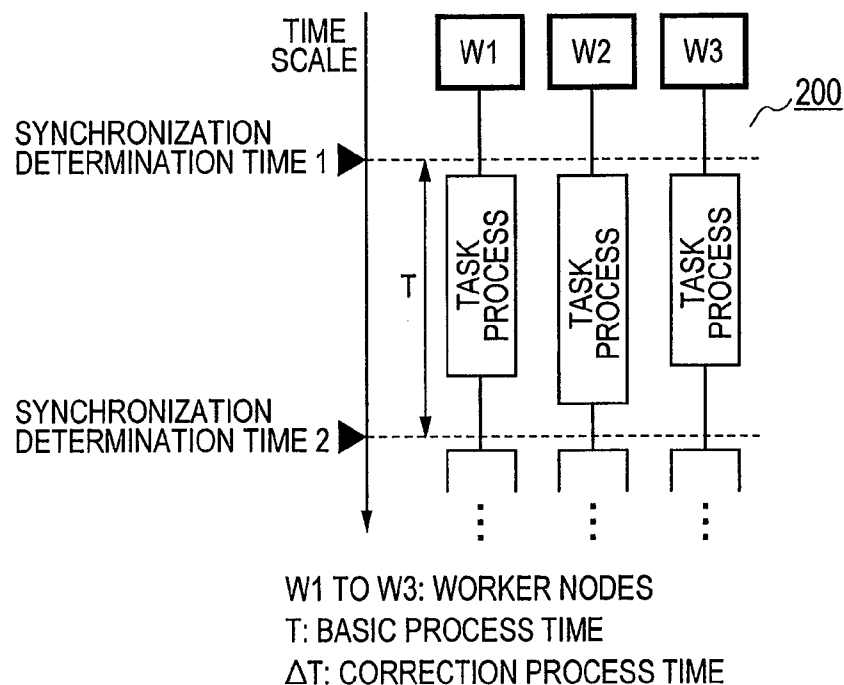 TIME
SCALE
W1
W2
W3
200
SYNCHRONIZATION
DETERMINATION TIME 1
TASK
PROCESS
TASK
PROCESS
TASK
PROCESS
T
SYNCHRONIZATION
DETERMINATION TIME 2
W1 TO W3: WORKER NODES
T: BASIC PROCESS TIME
ΔT: CORRECTION PROCESS TIME